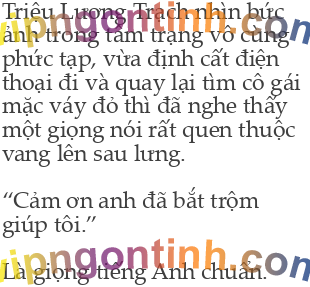 Triệu Lương Trạch nhìn bức
ảnh trong tâm trạng vô cùng
phức tạp, vừa định cất điện
thoại đi và quay lại tìm cô gái
mặc váy đỏ thì đã nghe thấy
một giọng nói rất quen thuộc
vang lên sau lưng.
“Cảm ơn anh đã bắt trộm
giúp tôi.”
vipngontinh.com
Là giọng tiếng Anh chuẩn.